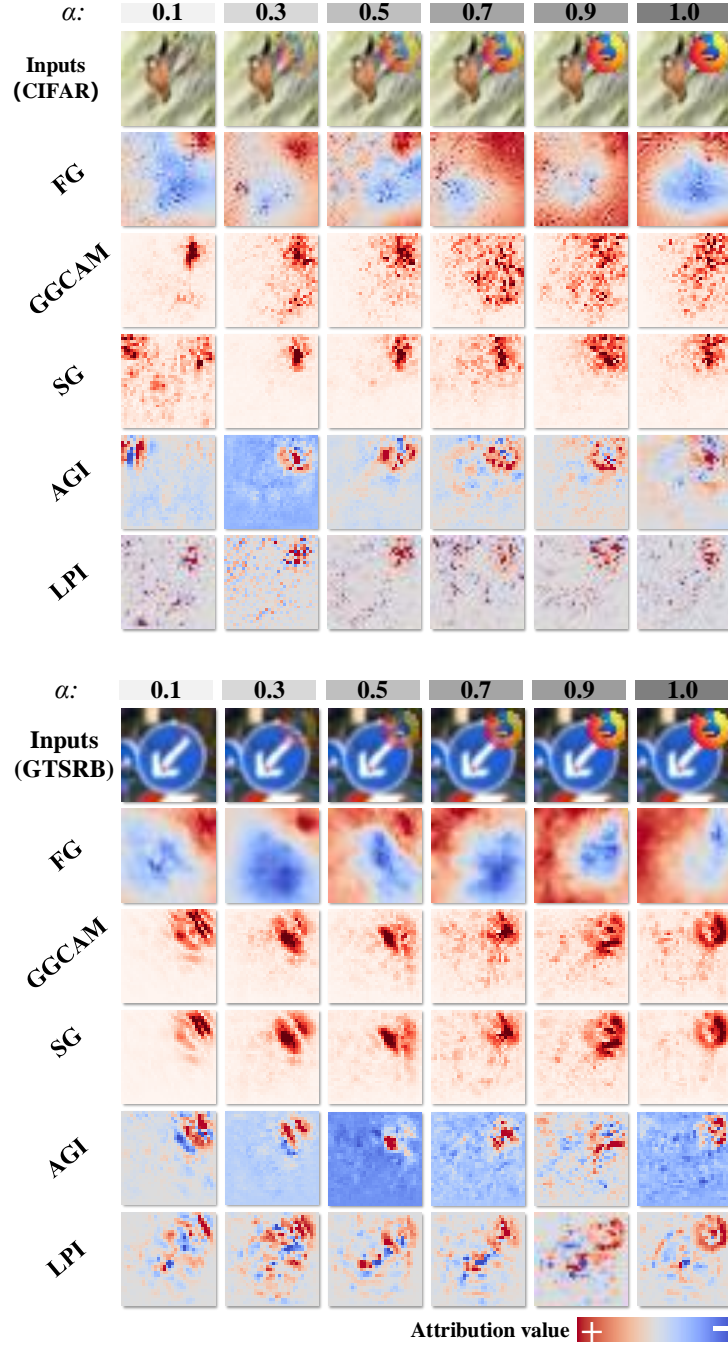 α: 0.1 0.3 0.5 0.7 0.9 1.0
Inputs
(CIFAR)
FG
GGCAM
SG
AGI
LPI
α: 0.1 0.3 0.5 0.7 0.9 1.0
Inputs
(GTSRB)
FG
GGCAM
SG
AGI
LPI
Attribution value + −